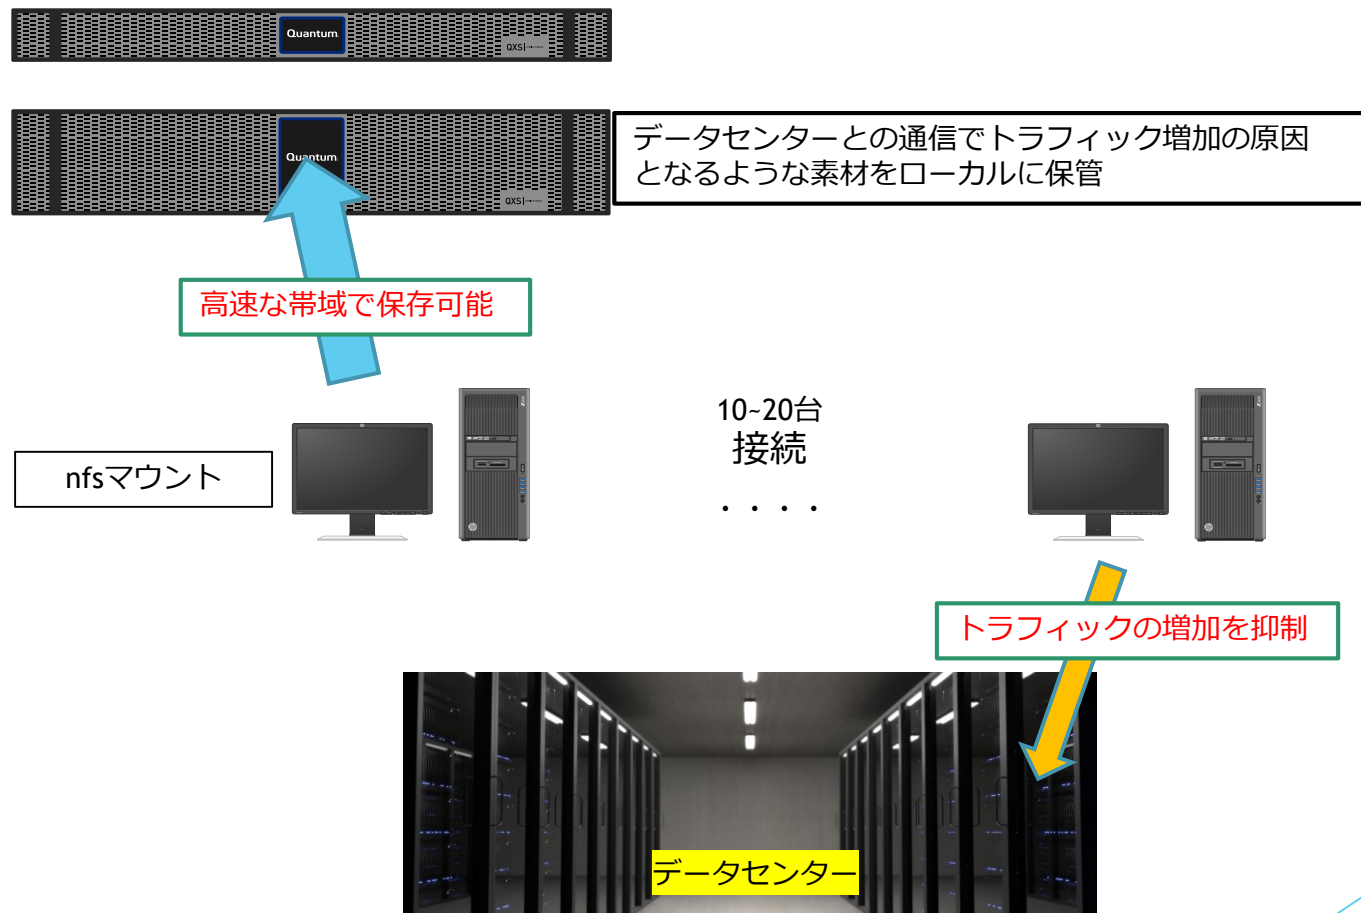 Quantum
QXS
Quantum
データセンターとの通信でトラフィック増加の原因
となるような素材をローカルに保管
QXS
高速な帯域で保存可能
10~20台
接続
nfsマウント
・・・・
トラフィックの増加を抑制
データセンター